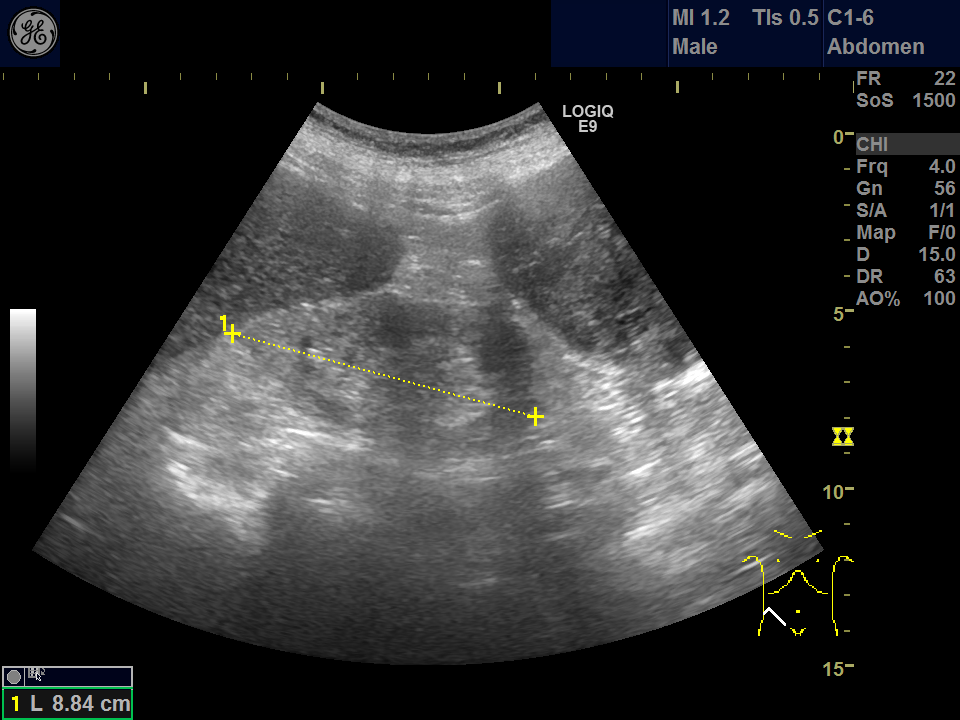 MI 1.2 TIs 0.5 C1-6
Male Abdomen
FR 22
SoS 1500
LOGIQ
E9
CHI
Frq 4.0
Gn 56
S/A 1/1
Map F/0
D 15.0
DR 63
AO% 100
0
5
10
15
1
1 L 8.84 cm